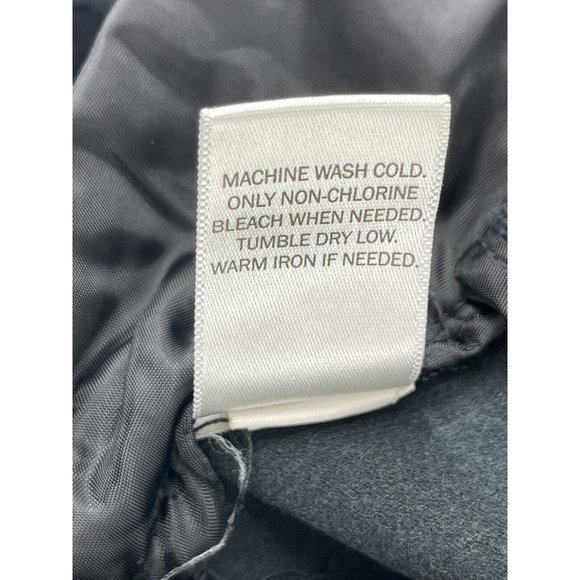 MACHINE WASH COLD.
ONLY NON-CHLORINE
BLEACH WHEN NEEDED.
TUMBLE DRY LOW.
WARM IRON IF NEEDED.